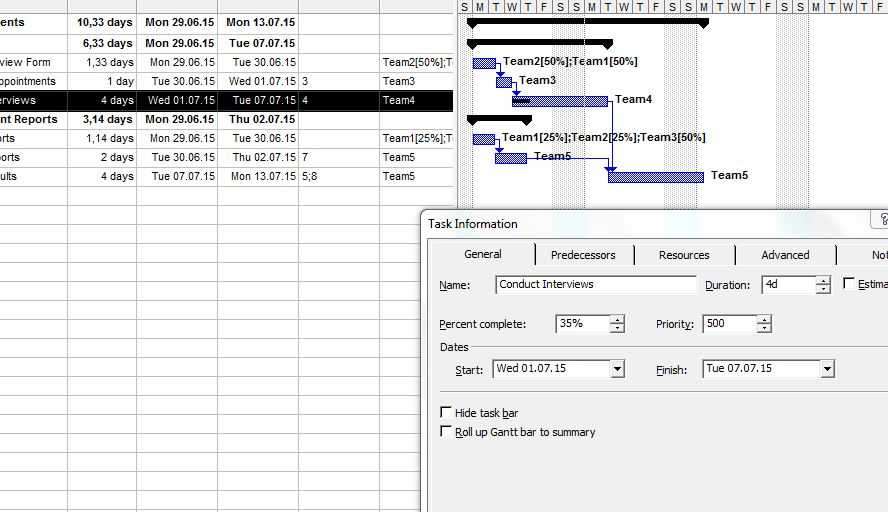 S S M T W T F S S M T W T F S S M T W T F S S M T W T F
ents 10,33 days Mon 29.06.15 Mon 13.07.15
6,33 days Mon 29.06.15 Tue 07.07.15
view Form 1,33 days Mon 29.06.15 Tue 30.06.15 Team2[50%];T Team2[50%];Team1[50%]
ppointments 1 day Tue 30.06.15 Wed 01.07.15 3 Team3 Team3
erviews 4 days Wed 01.07.15 Tue 07.07.15 4 Team4 Team4
nt Reports 3,14 days Mon 29.06.15 Thu 02.07.15
rts 1,14 days Mon 29.06.15 Tue 30.06.15 Team1[25%];T Team1[25%];Team2[25%];Team3[50%]
ports 2 days Tue 30.06.15 Thu 02.07.15 7 Team5 Team5
ults 4 days Tue 07.07.15 Mon 13.07.15 5;8 Team5 Team5
Task Information ?
General Predecessors Resources Advanced Not
Name: Conduct Interviews Duration: 4d Estima
Percent complete: 35% Priority: 500
Dates
Start: Wed 01.07.15 Finish: Tue 07.07.15
Hide task bar
Roll up Gantt bar to summary